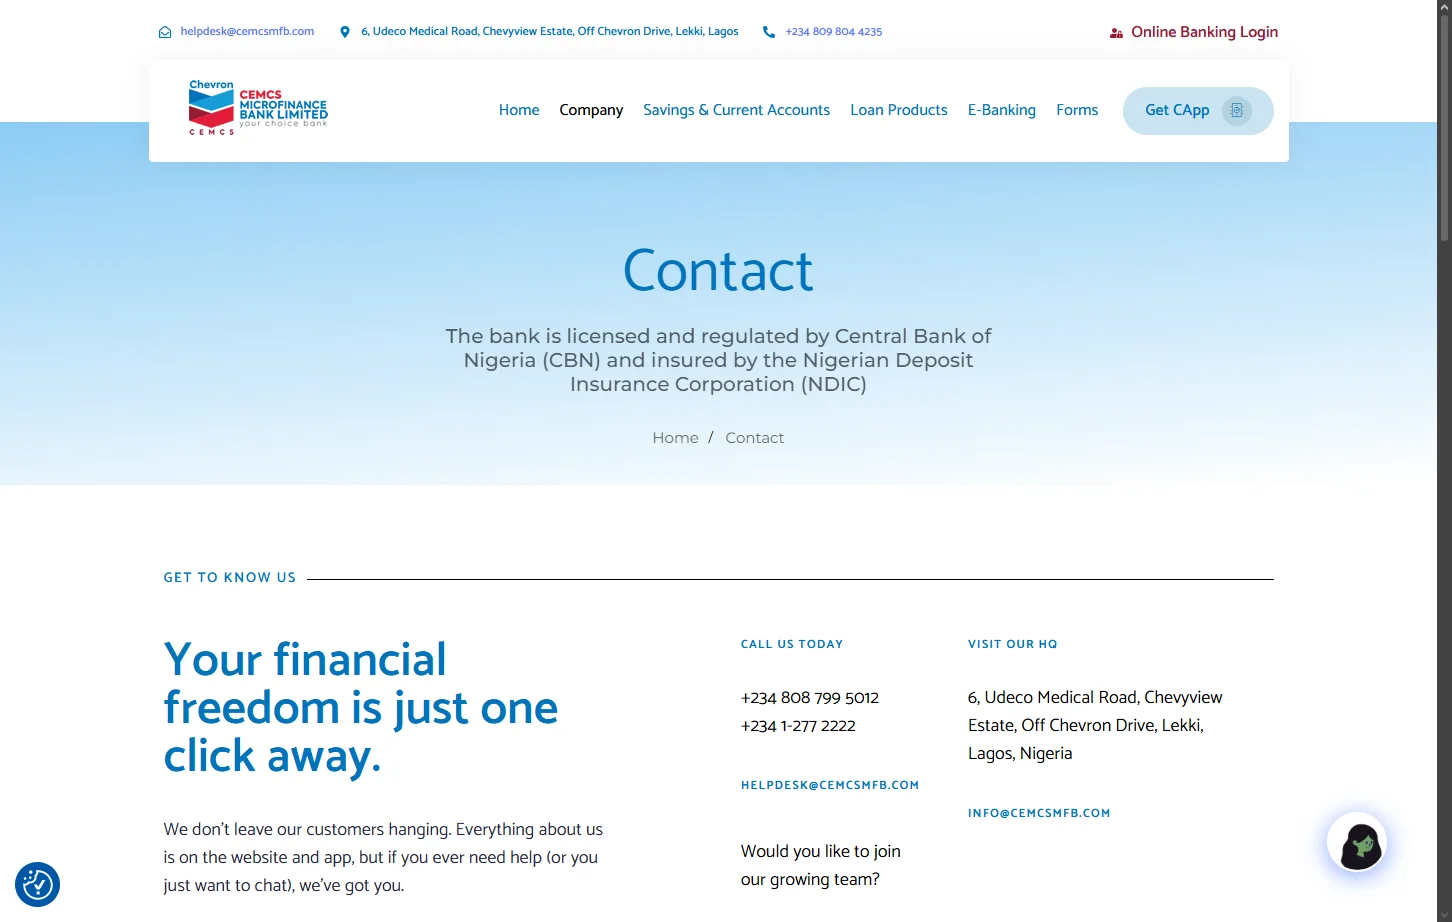 helpdesk@cemcsmfb.com
6, Udeco Medical Road, Chevyview Estate, Off Chevron Drive, Lekki, Lagos
+234 809 804 4235
Online Banking Login
Chevron
CEMCS
CEMCS
MICROFINANCE
BANK LIMITED
your choice bank
Home
Company
Savings & Current Accounts
Loan Products
E-Banking
Forms
Get CApp
Contact
The bank is licensed and regulated by Central Bank of
Nigeria (CBN) and insured by the Nigerian Deposit
Insurance Corporation (NDIC)
Home / Contact
GET TO KNOW US
Your financial
freedom is just one
click away.
We don’t leave our customers hanging. Everything about us
is on the website and app, but if you ever need help (or you
just want to chat), we’ve got you.
CALL US TODAY
+234 808 799 5012
+234 1-277 2222
HELPDESK@CEMCSMFB.COM
Would you like to join
our growing team?
VISIT OUR HQ
6, Udeco Medical Road, Chevyview
Estate, Off Chevron Drive, Lekki,
Lagos, Nigeria
INFO@CEMCSMFB.COM